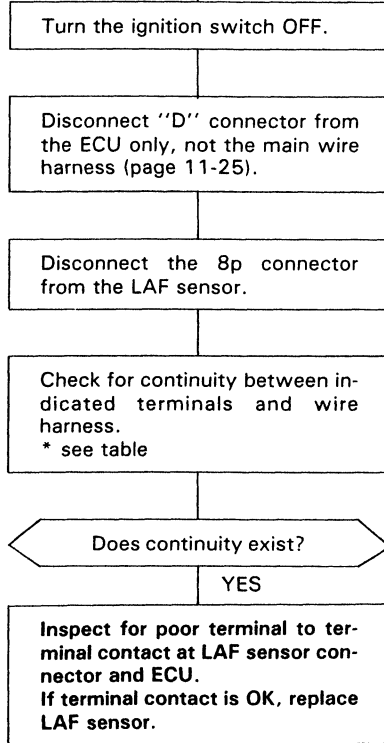 Turn the ignition switch OFF.
Disconnect ''D'' connector from
the ECU only, not the main wire
harness (page 11-25).
Disconnect the 8p connector
from the LAF sensor.
Check for continuity between in-
dicated terminals and wire
harness.
* see table
Does continuity exist?
YES
Inspect for poor terminal to ter-
minal contact at LAF sensor con-
nector and ECU.
If terminal contact is OK, replace
LAF sensor.